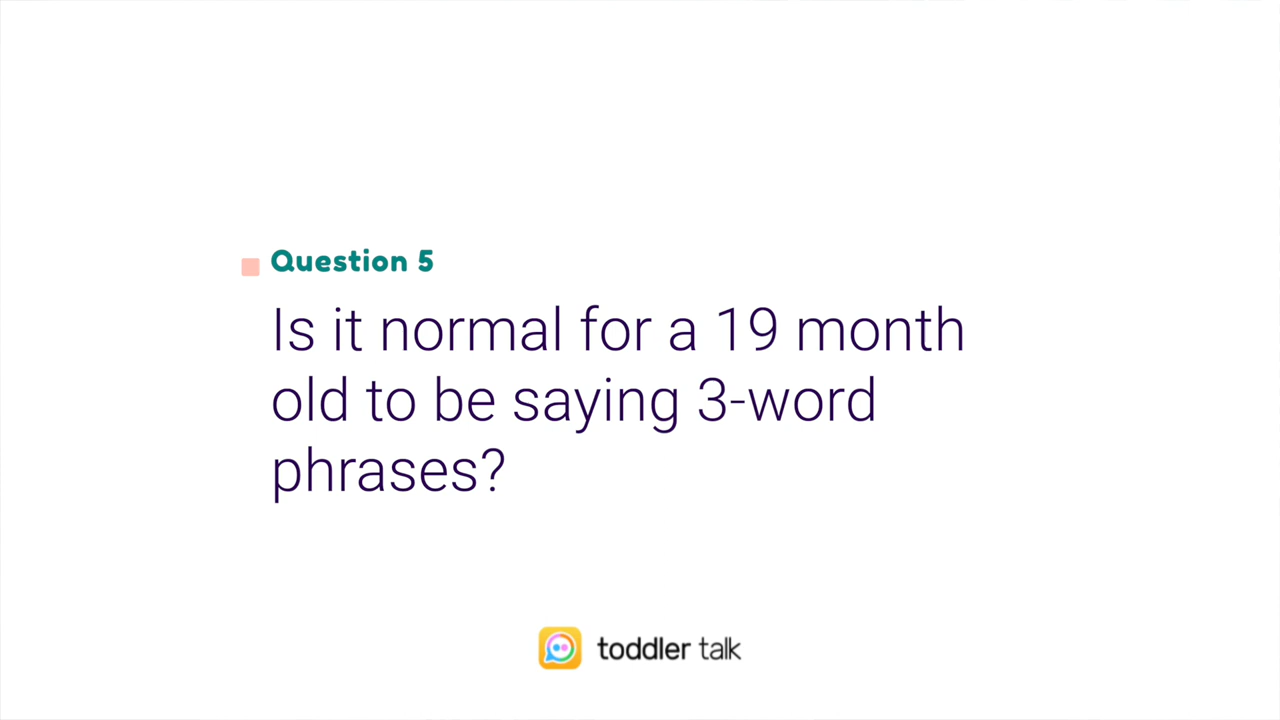 Question 5
Is it normal for a 19 month
old to be saying 3-word
phrases?
toddler talk